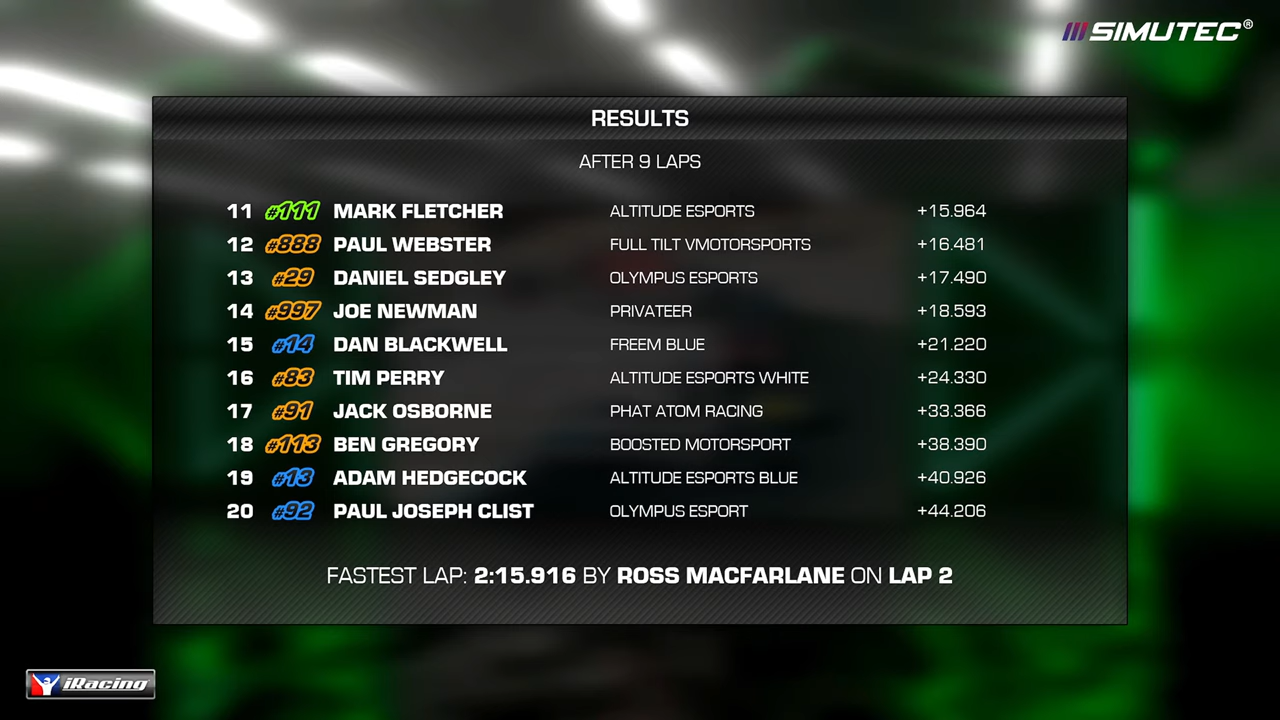 SIMUTEC®
RESULTS
AFTER 9 LAPS
11 #111 MARK FLETCHER ALTITUDE ESPORTS +15.964
12 #888 PAUL WEBSTER FULL TILT VMOTORSPORTS +16.481
13 #29 DANIEL SEDGLEY OLYMPUS ESPORTS +17.490
14 #997 JOE NEWMAN PRIVATEER +18.593
15 #14 DAN BLACKWELL FREEM BLUE +21.220
16 #83 TIM PERRY ALTITUDE ESPORTS WHITE +24.330
17 #91 JACK OSBORNE PHAT ATOM RACING +33.366
18 #113 BEN GREGORY BOOSTED MOTORSPORT +38.390
19 #13 ADAM HEDGECOCK ALTITUDE ESPORTS BLUE +40.926
20 #92 PAUL JOSEPH CLIST OLYMPUS ESPORT +44.206
FASTEST LAP: 2:15.916 BY ROSS MACFARLANE ON LAP 2
iRacing